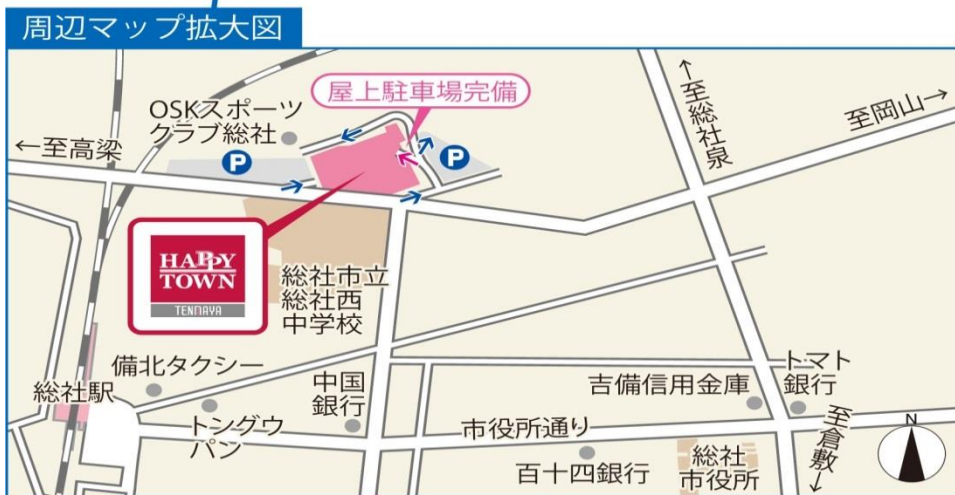 周辺マップ拡大図
屋上駐車場完備
OSKスポーツ
クラブ総社
←至高梁
P
P
←至総社泉
至岡山→
HAPPY
TOWN
TENMAYA
総社市立
総社西
中学校
備北タクシー
総社駅
トングウ
パン
中国
銀行
吉備信用金庫
トマト
銀行
市役所通り
百十四銀行
総社
市役所
至倉敷→
N